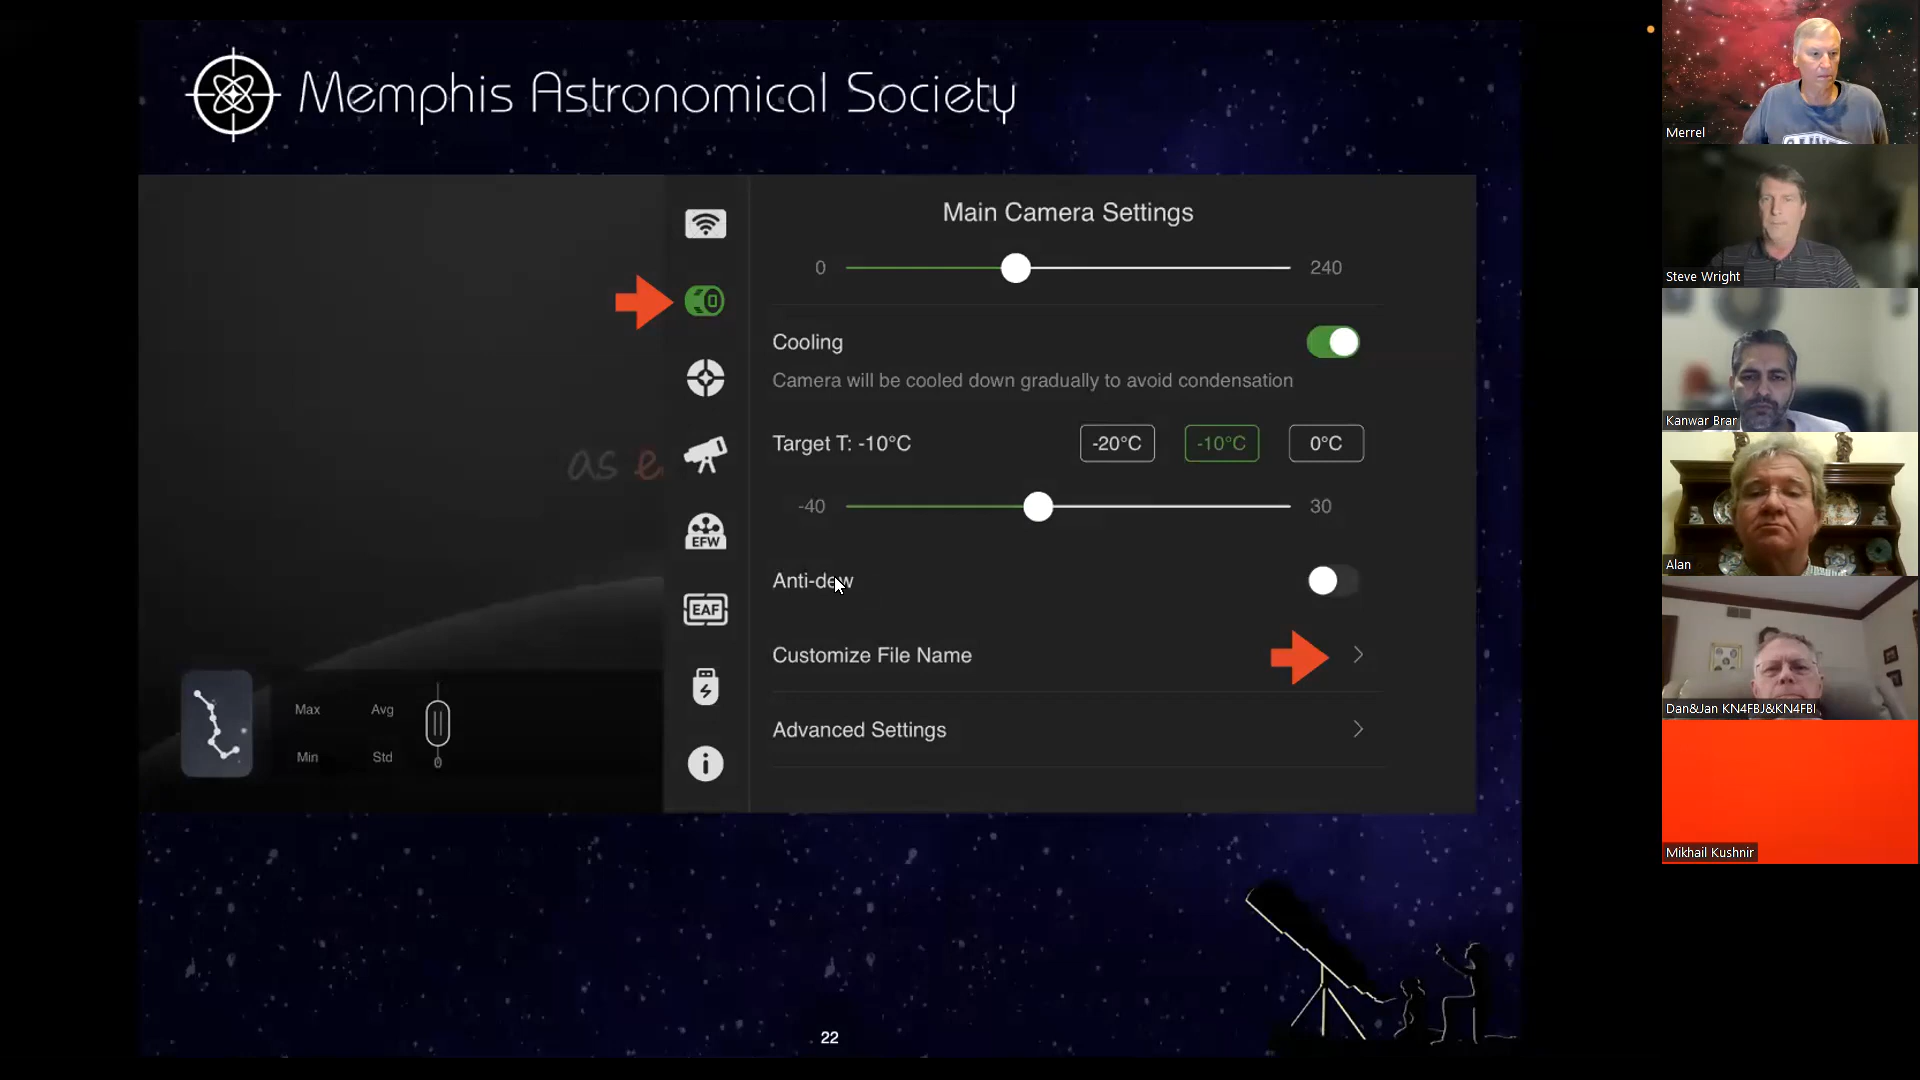 Memphis Astronomical Society
Main Camera Settings
0 240
Cooling
Camera will be cooled down gradually to avoid condensation
Target T: -10°C -20°C -10°C 0°C
as e
-40 30
EFW
Anti-dew
EAF
Customize File Name
Advanced Settings
Max Avg
Min Std
0
22
Merrel
Steve Wright
Kanwar Brar
Alan
Dan&Jan KN4FBJ&KN4FBI
Mikhail Kushnir